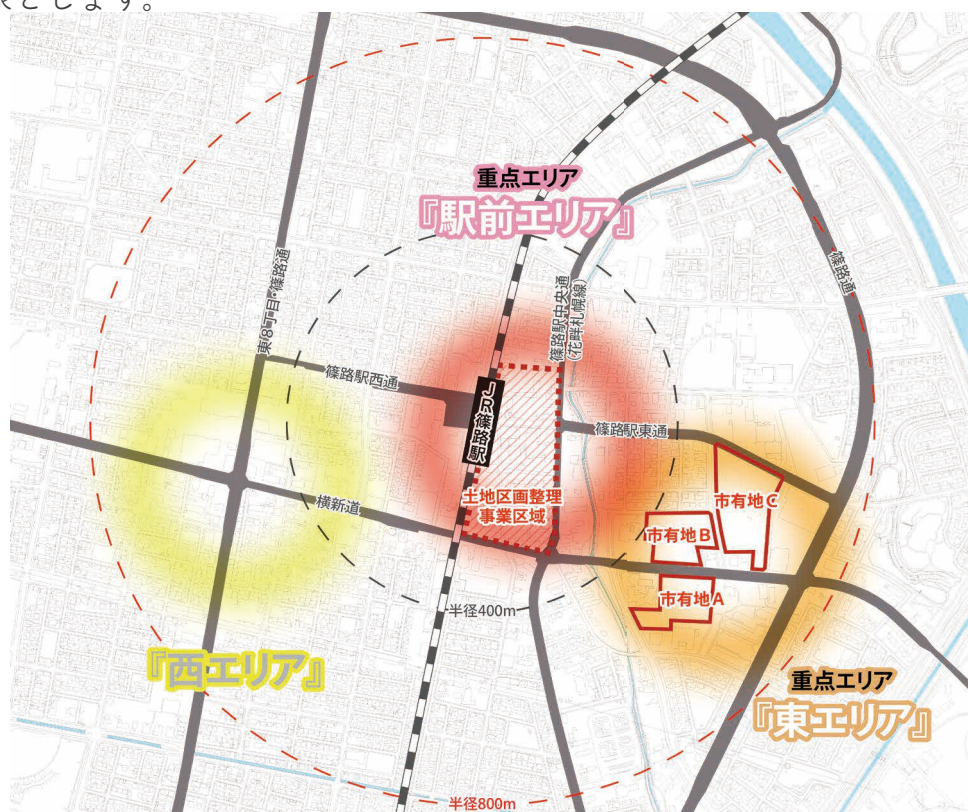 とします。
重点エリア
『駅前エリア』
東8丁目・篠路通
篠路駅中央通
(花畔札幌線)
篠路通
篠路駅西通
JR篠路駅
篠路駅東通
土地区画整理
事業区域
市有地C
市有地B
横新道
市有地A
半径400m
『西エリア』
重点エリア
『東エリア』
半径800m